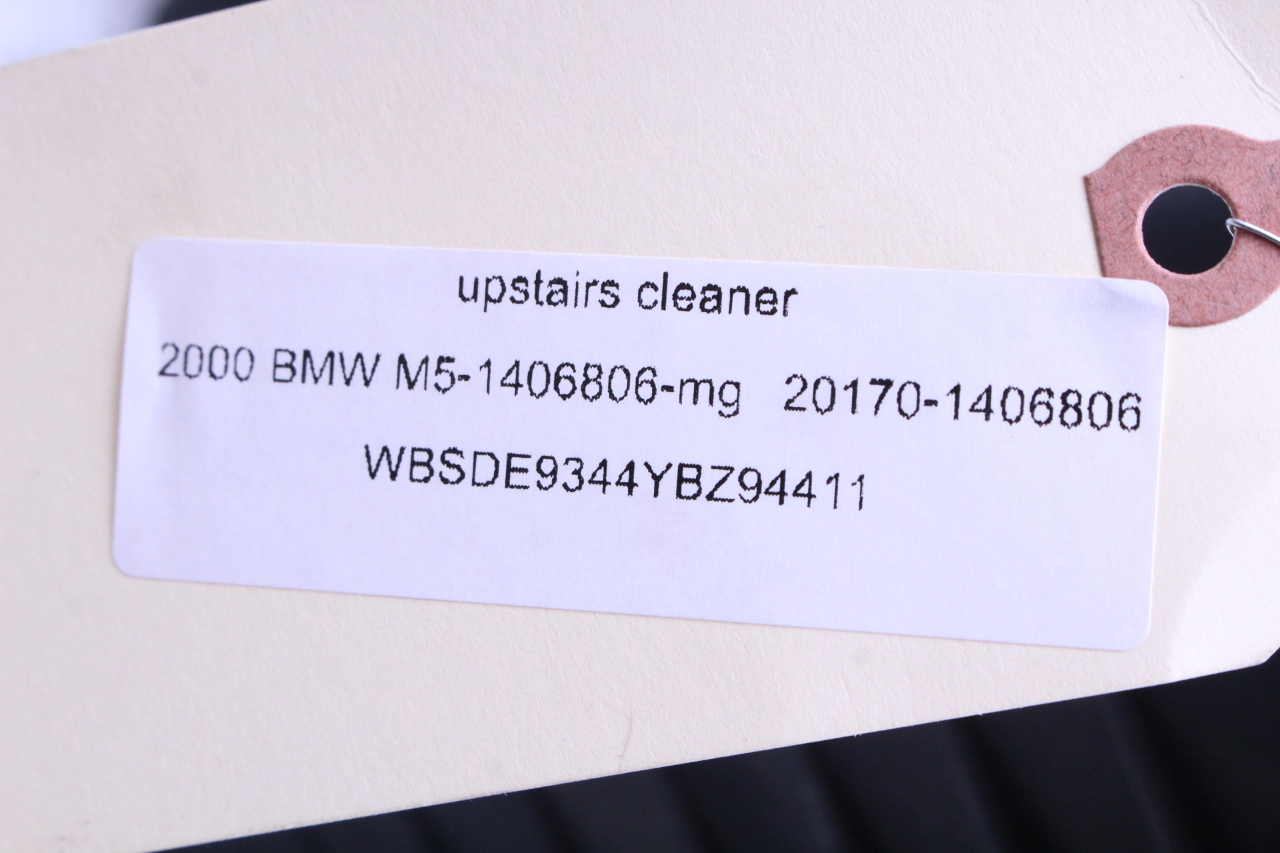 upstairs cleaner
2000 BMW M5-1406806-mg 20170-1406806
WBSDE9344YBZ94411